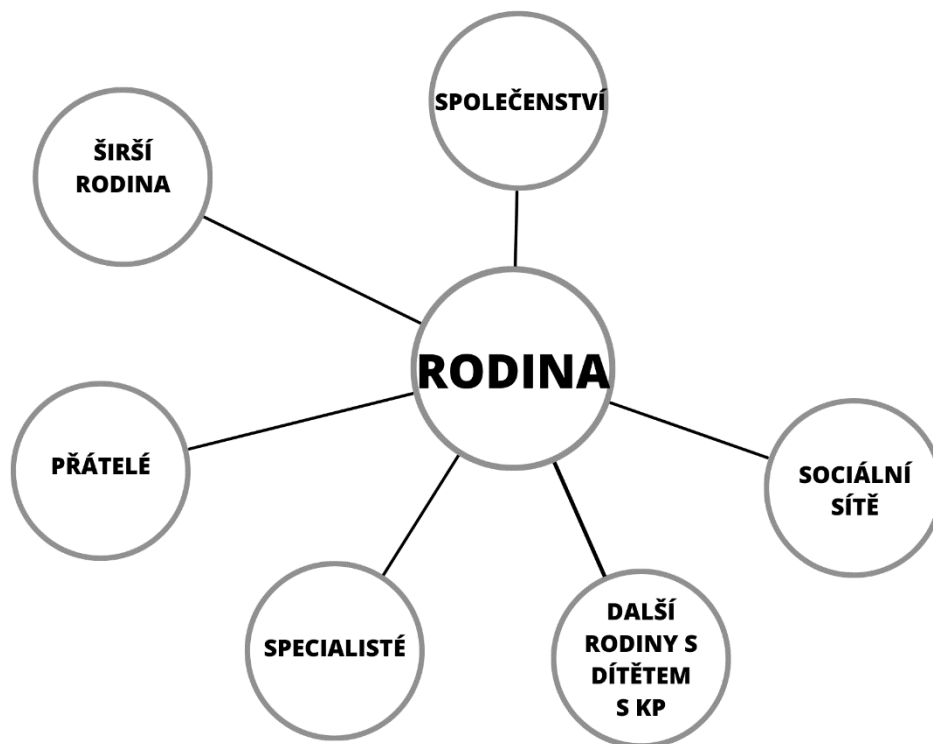 SPOLEČENSTVÍ
ŠIRŠÍ
RODINA
RODINA
PŘÁTELÉ
SOCIÁLNÍ
SÍTĚ
SPECIALISTÉ
DALŠÍ
RODINY S
DÍTĚTEM
S KP